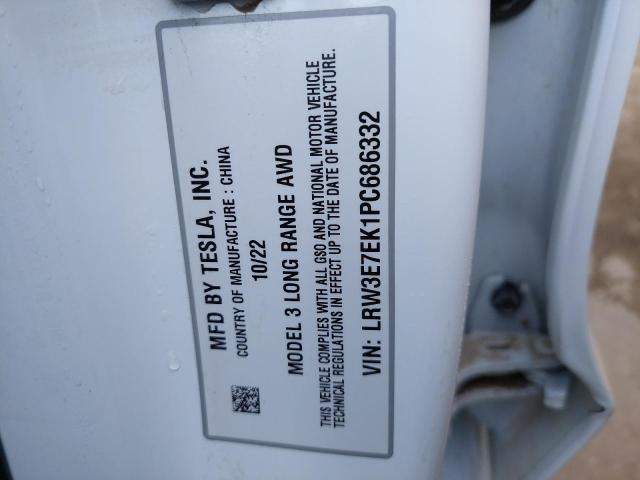 MFD BY TESLA, INC.
COUNTRY OF MANUFACTURE : CHINA
10/22
MODEL 3 LONG RANGE AWD
THIS VEHICLE COMPLIES WITH ALL GSO AND NATIONAL MOTOR VEHICLE
TECHNICAL REGULATIONS IN EFFECT UP TO THE DATE OF MANUFACTURE.
VIN: LRW3E7EK1PC686332